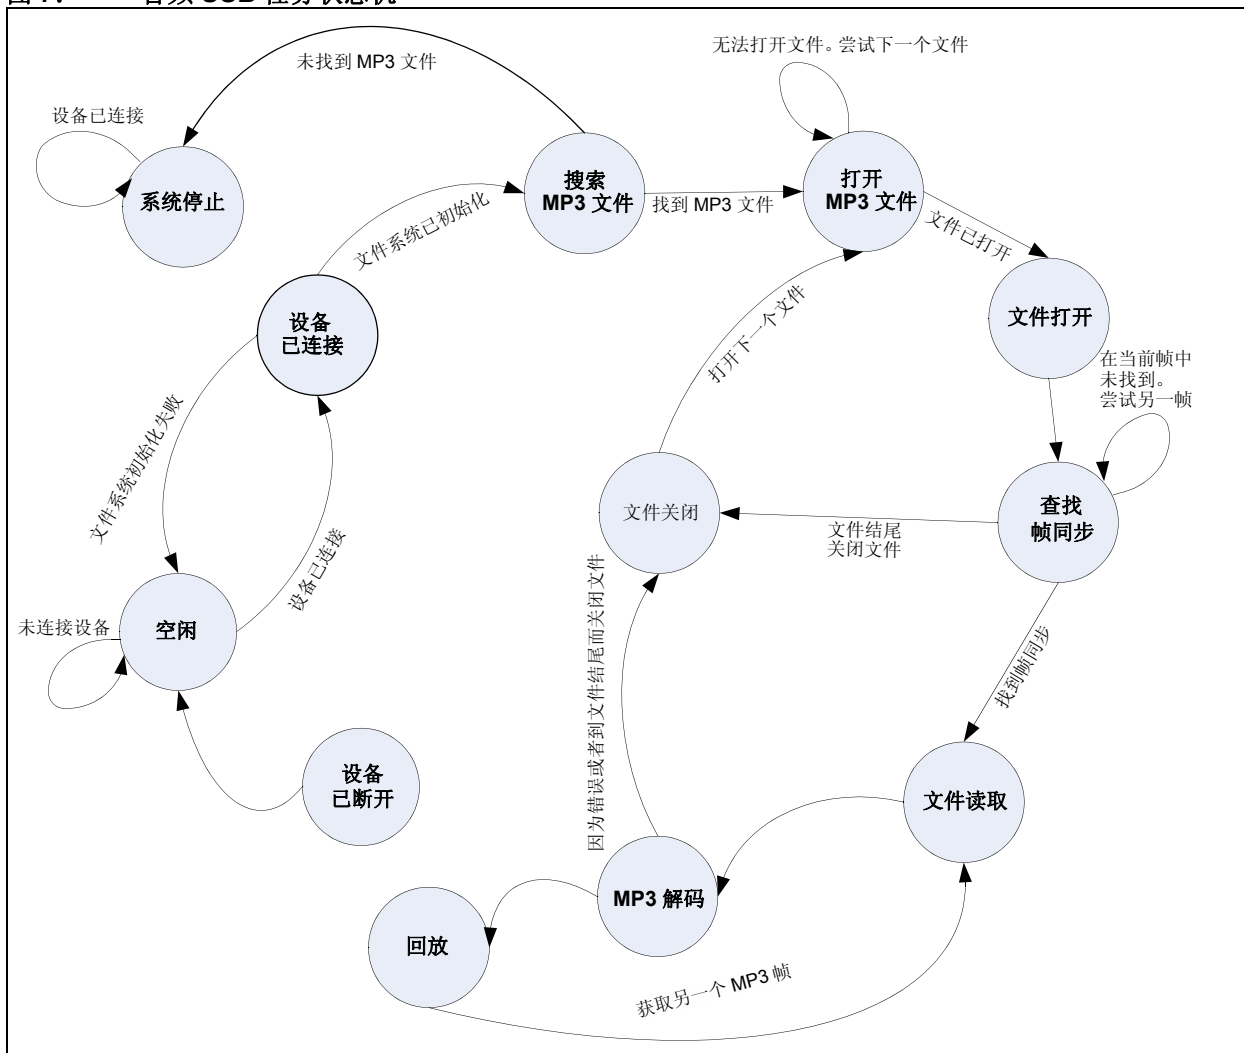 未找到 MP3 文件
无法打开文件。尝试下一个文件
设备已连接
系统停止
搜索
MP3 文件
打开
MP3 文件
找到 MP3 文件
文件系统已初始化
文件已打开
设备
已连接
文件打开
打开下一个文件
在当前帧中
未找到。
尝试另一帧
文件系统初始化失败
文件关闭
查找
帧同步
文件结尾
关闭文件
设备已连接
未连接设备
空闲
因为错误或者到文件结尾而关闭文件
找到帧同步
设备
已断开
文件读取
MP3 解码
回放
获取另一个 MP3 帧